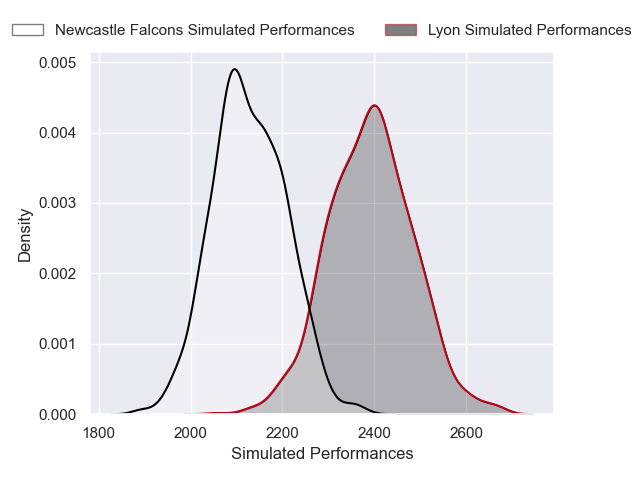 Newcastle Falcons Simulated Performances Lyon Simulated Performances
0.005
0.004
0.003
0.002
0.001
0.000
Density
1800 2000 2200 2400 2600
Simulated Performances